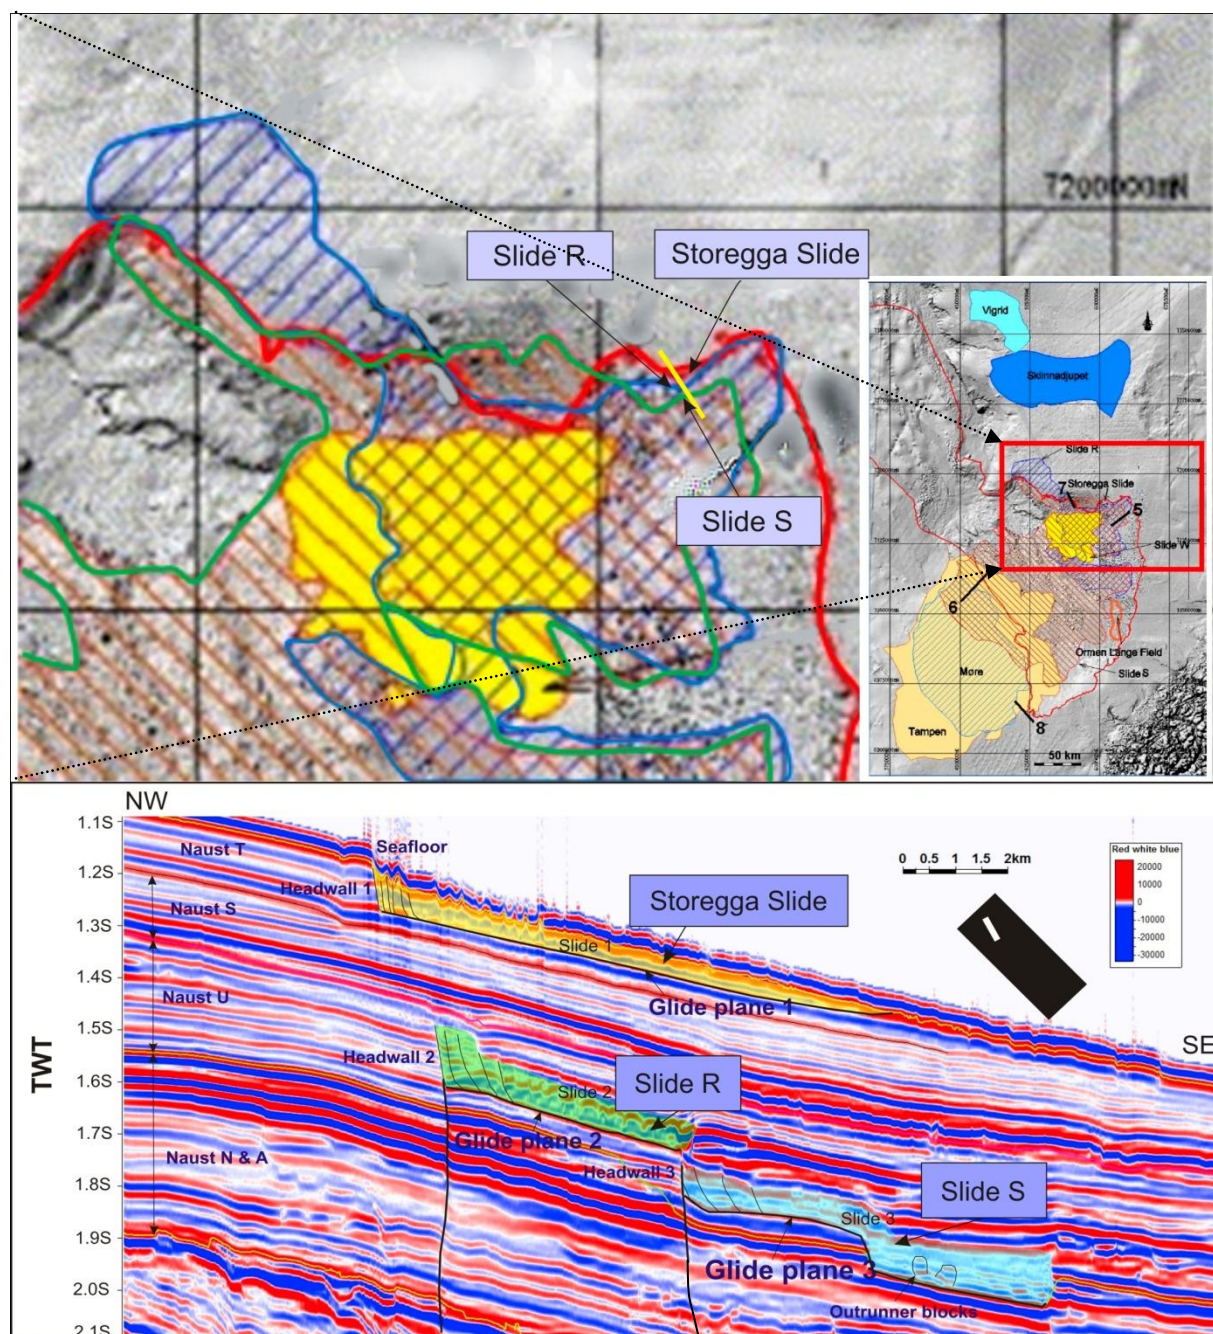 7200000mN
Slide R
Storegga Slide
Slide S
Vigrid
Sklinnadjupet
Slide R
Storegga Slide
7
5
Slide W
6
Ormen Lange Field
Møre
Slide S
Tampen
8
50 km
NW
1.1S
1.2S
1.3S
1.4S
1.5S
1.6S
1.7S
1.8S
1.9S
2.0S
2.1S
TWT
Naust T
Naust S
Naust U
Naust N & A
Seafloor
Headwall 1
Storegga Slide
Slide 1
Glide plane 1
Headwall 2
Slide 2
Slide R
Glide plane 2
Headwall 3
Slide 3
Slide S
Glide plane 3
Outrunner blocks
0 0.5 1 1.5 2km
Red white blue
20000
10000
0
-10000
-20000
-30000
SE